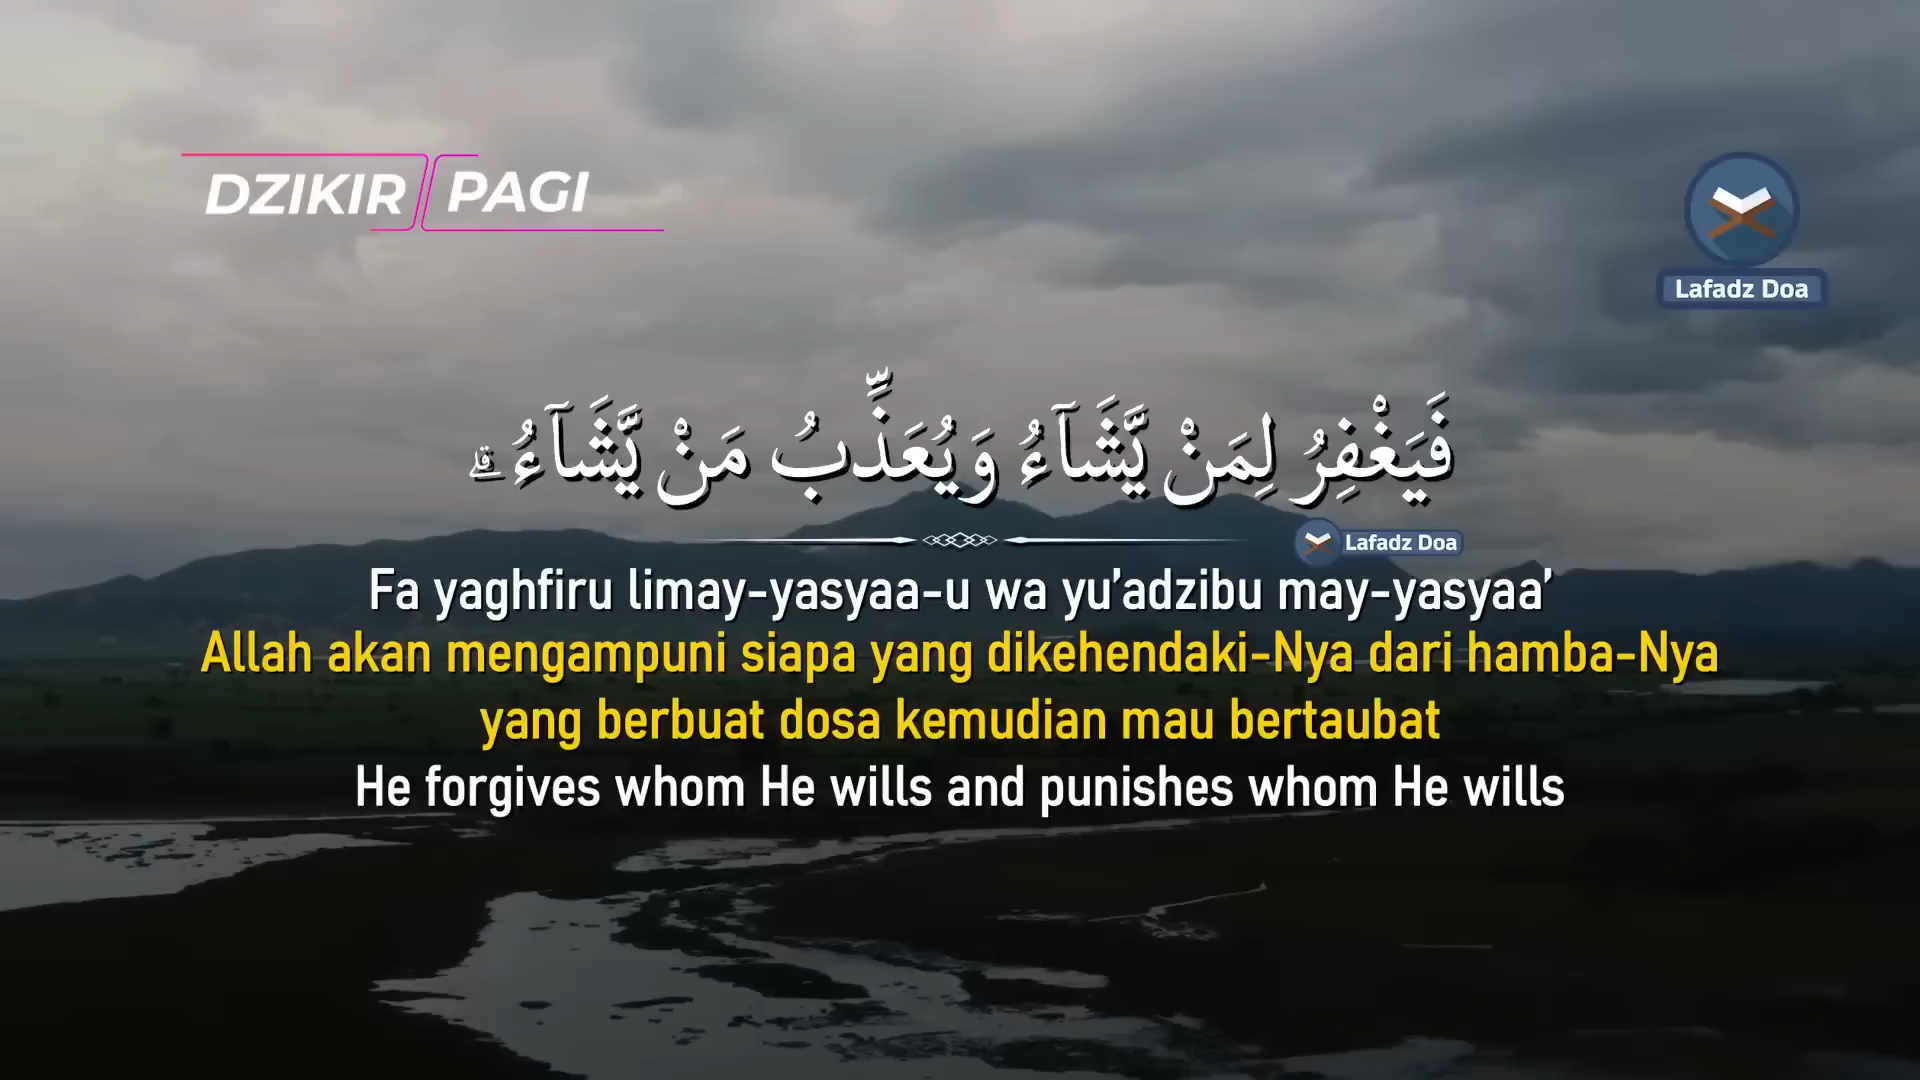 DZIKIR PAGI
Lafadz Doa
فَيَغْفِرُ لِمَنْ يَّشَآءُ وَيُعَذِّبُ مَنْ يَّشَآءُ ۗ
Lafadz Doa
Fa yaghfiru limay-yasyaa-u wa yu’adzibu may-yasyaa’
Allah akan mengampuni siapa yang dikehendaki-Nya dari hamba-Nya
yang berbuat dosa kemudian mau bertaubat
He forgives whom He wills and punishes whom He wills